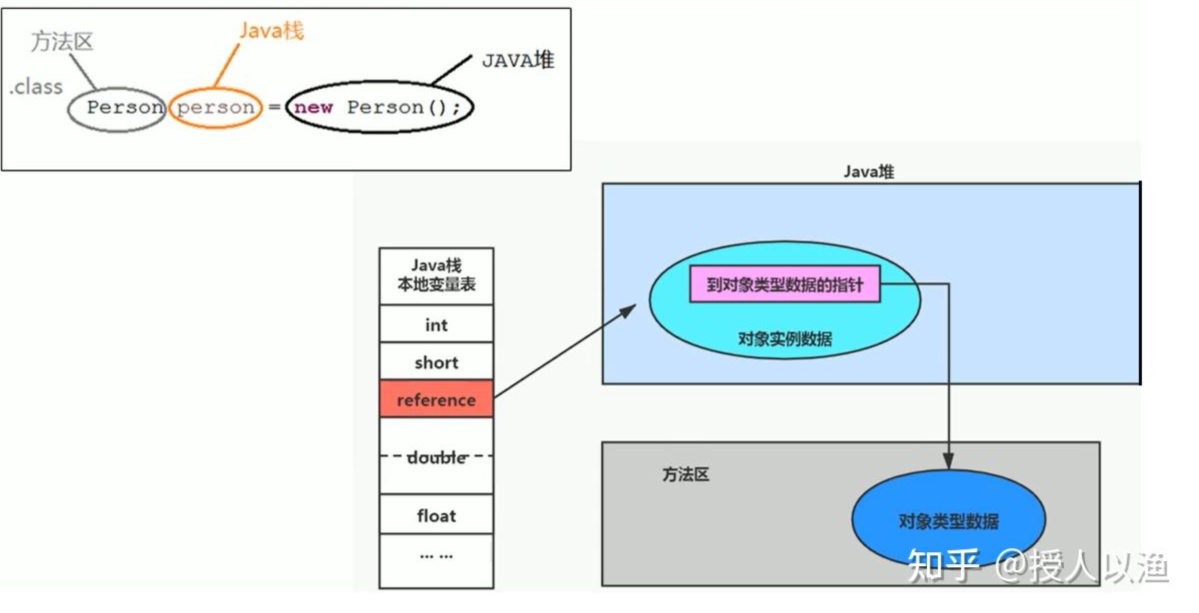 方法区
Java栈
JAVA堆
.class
Person person = new Person();
Java堆
Java栈
本地变量表
int
short
reference
double
float
... ...
到对象类型数据的指针
对象实例数据
方法区
对象类型数据
知乎 @授人以渔